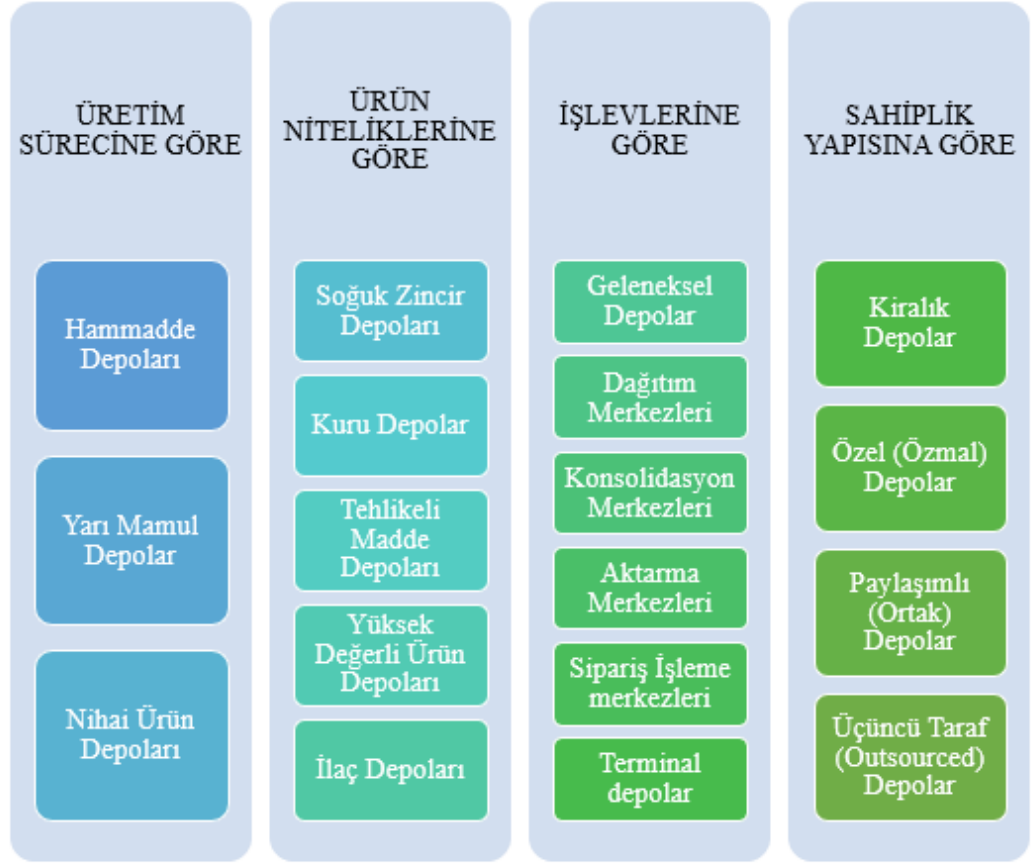 ÜRETİM
SÜRECİNE GÖRE
Hammadde
Depoları
Yarı Mamul
Depolar
Nihai Ürün
Depoları
ÜRÜN
NİTELİKLERİNE
GÖRE
Soğuk Zincir
Depoları
Kuru Depolar
Tehlikeli
Madde
Depoları
Yüksek
Değerli Ürün
Depoları
İlaç Depoları
İŞLEVLERİNE
GÖRE
Geleneksel
Depolar
Dağıtım
Merkezleri
Konsolidasyon
Merkezleri
Aktarma
Merkezleri
Sipariş İşleme
merkezleri
Terminal
depolar
SAHİPLİK
YAPISINA GÖRE
Kiralık
Depolar
Özel (Özmal)
Depolar
Paylaşımlı
(Ortak)
Depolar
Üçüncü Taraf
(Outsourced)
Depolar